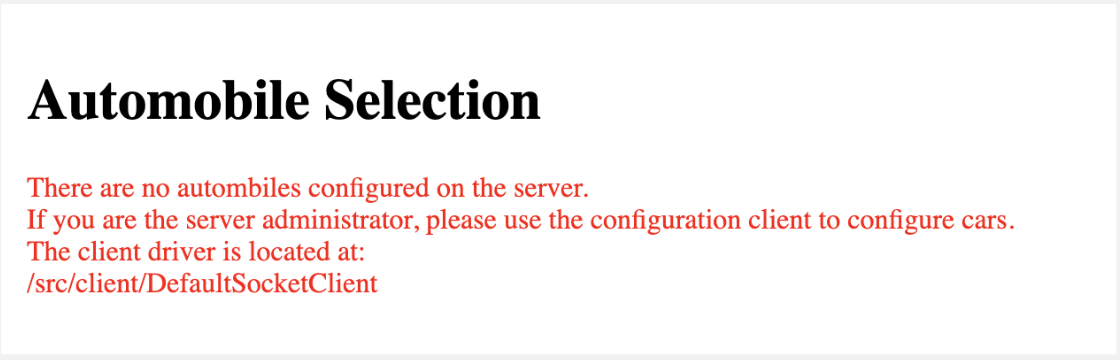 Automobile Selection
There are no autombiles configured on the server.
If you are the server administrator, please use the configuration client to configure cars.
The client driver is located at:
/src/client/DefaultSocketClient